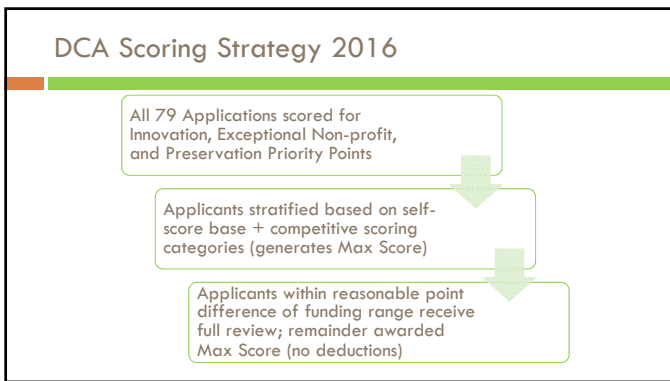 DCA Scoring Strategy 2016
All 79 Applications scored for
Innovation, Exceptional Non-profit,
and Preservation Priority Points
Applicants stratified based on self-
score base + competitive scoring
categories (generates Max Score)
Applicants within reasonable point
difference of funding range receive
full review; remainder awarded
Max Score (no deductions)